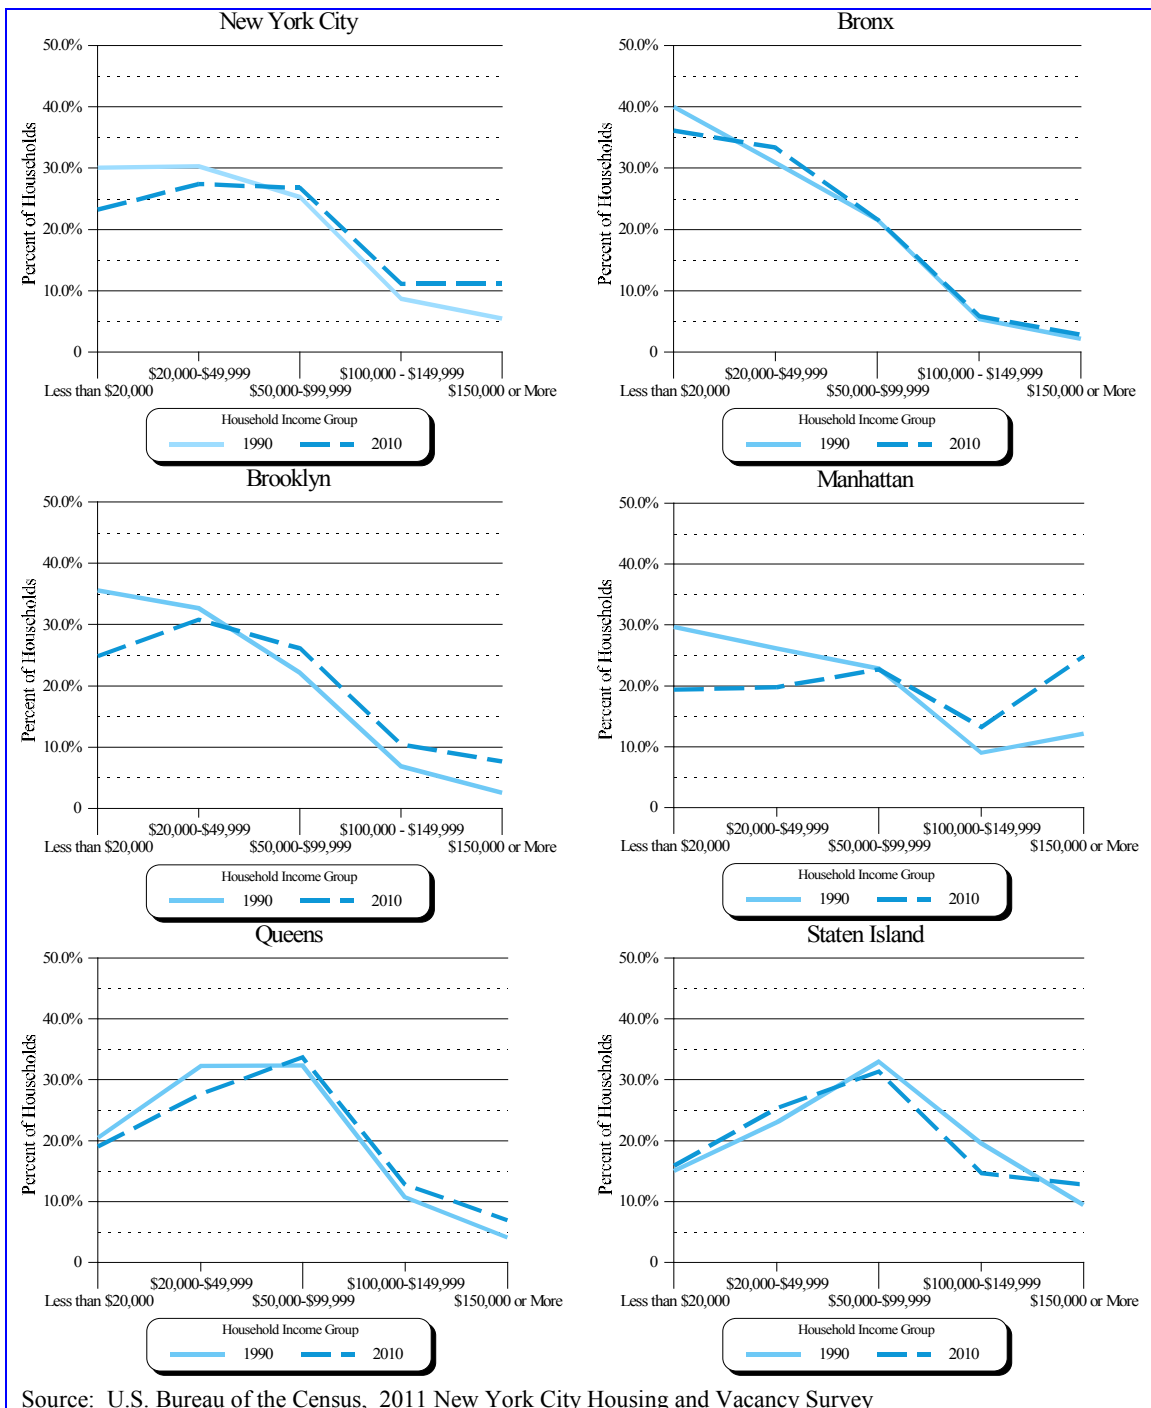 New York City
50.0%
40.0%
30.0%
20.0%
10.0%
0
Percent of Households
$20,000-$49,999 $100,000 - $149,999
Less than $20,000 $50,000-$99,999 $150,000 or More
Household Income Group
1990 2010
Bronx
50.0%
40.0%
30.0%
20.0%
10.0%
0
Percent of Households
$20,000-$49,999 $100,000 - $149,999
Less than $20,000 $50,000-$99,999 $150,000 or More
Household Income Group
1990 2010
Brooklyn
50.0%
40.0%
30.0%
20.0%
10.0%
0
Percent of Households
$20,000-$49,999 $100,000 - $149,999
Less than $20,000 $50,000-$99,999 $150,000 or More
Household Income Group
1990 2010
Manhattan
50.0%
40.0%
30.0%
20.0%
10.0%
0
Percent of Households
$20,000-$49,999 $100,000-$149,999
Less than $20,000 $50,000-$99,999 $150,000 or More
Household Income Group
1990 2010
Queens
50.0%
40.0%
30.0%
20.0%
10.0%
0
Percent of Households
$20,000-$49,999 $100,000-$149,999
Less than $20,000 $50,000-$99,999 $150,000 or More
Household Income Group
1990 2010
Staten Island
50.0%
40.0%
30.0%
20.0%
10.0%
0
Percent of Households
$20,000-$49,999 $100,000-$149,999
Less than $20,000 $50,000-$99,999 $150,000 or More
Household Income Group
1990 2010
Source: U.S. Bureau of the Census, 2011 New York City Housing and Vacancy Survey